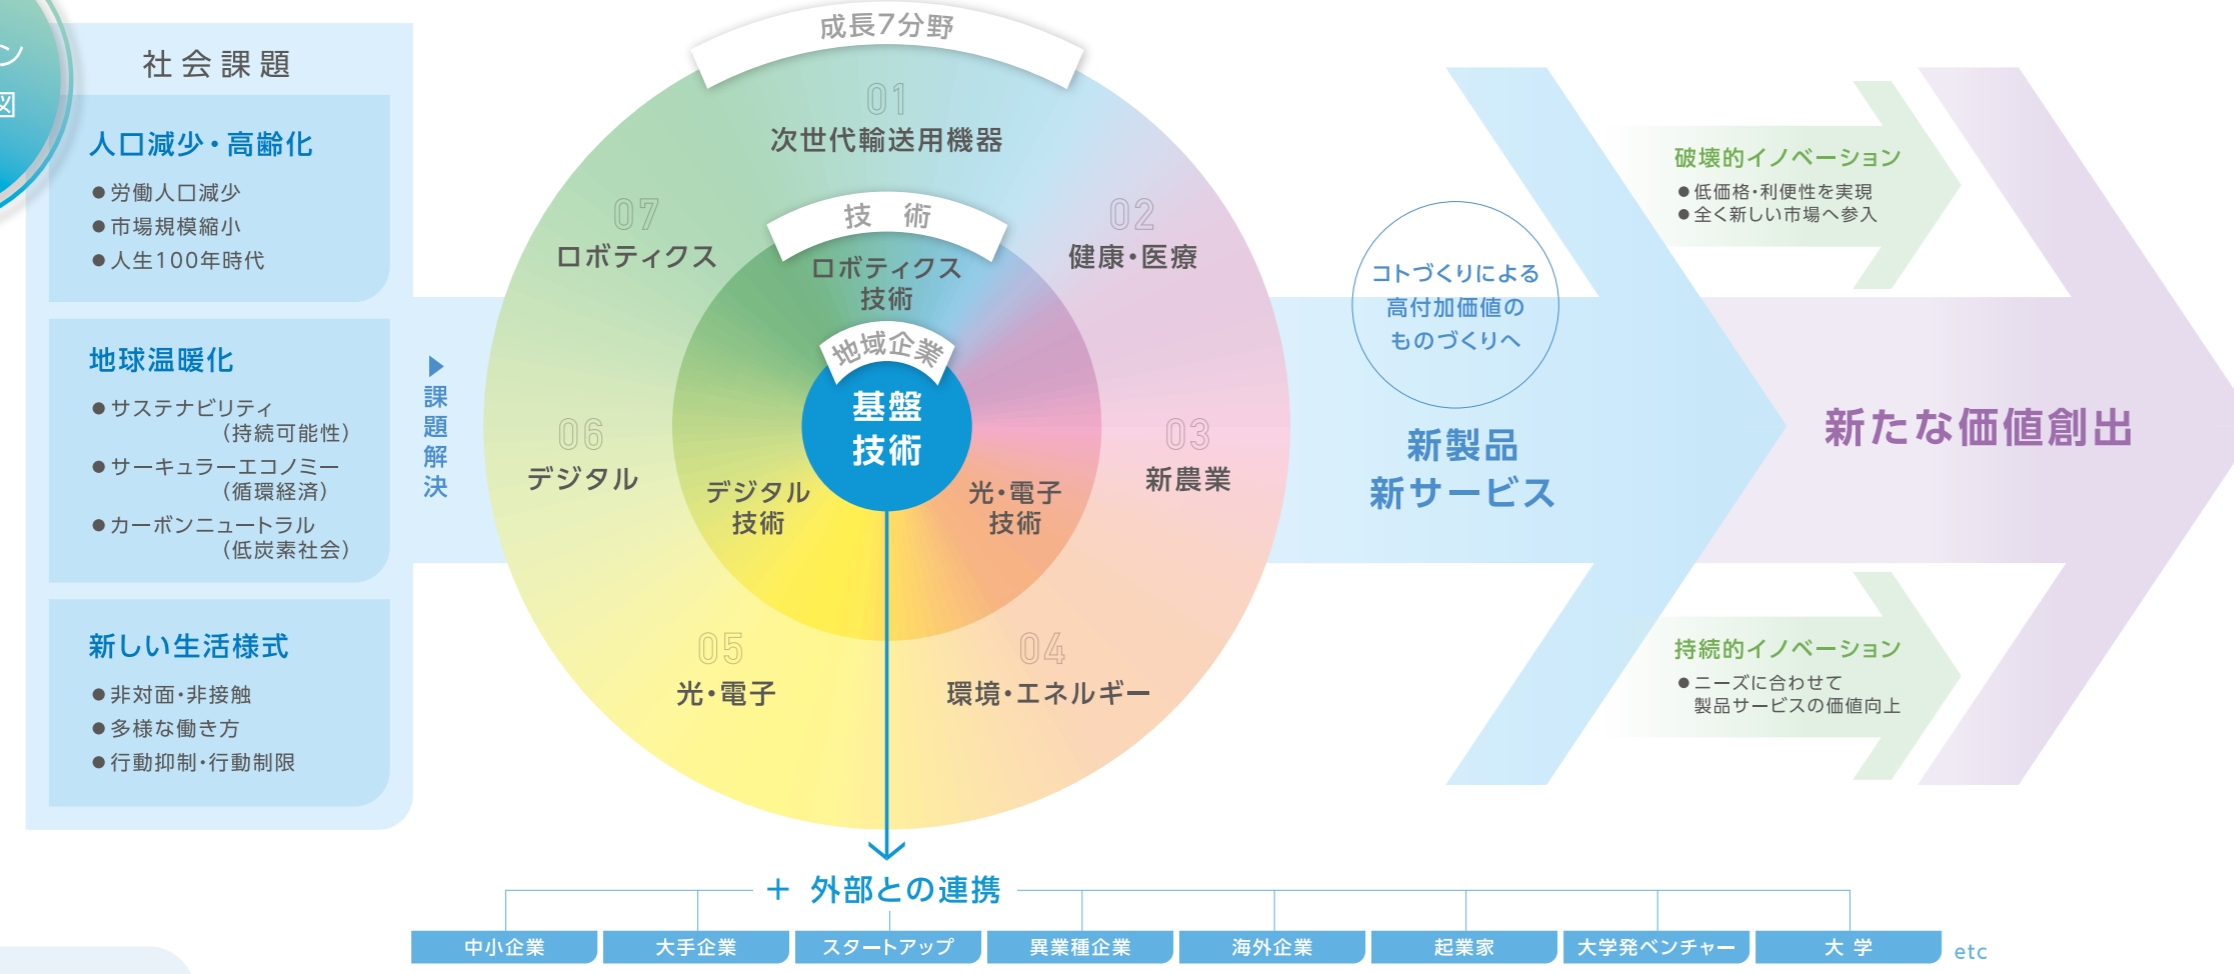 ン
図
社会課題
人口減少・高齢化
●労働人口減少
●市場規模縮小
●人生100年時代
地球温暖化
●サステナビリティ
（持続可能性）
●サーキュラーエコノミー
（循環経済）
●カーボンニュートラル
（低炭素社会）
新しい生活様式
●非対面・非接触
●多様な働き方
●行動抑制・行動制限
▶課題解決
成長7分野
01
次世代輸送用機器
02
健康・医療
03
新農業
04
環境・エネルギー
05
光・電子
06
デジタル
07
ロボティクス
技術
ロボティクス
技術
光・電子
技術
デジタル
技術
地域企業
基盤
技術
コトづくりによる
高付加価値の
ものづくりへ
新製品
新サービス
破壊的イノベーション
●低価格・利便性を実現
●全く新しい市場へ参入
新たな価値創出
持続的イノベーション
●ニーズに合わせて
製品サービスの価値向上
＋ 外部との連携
中小企業
大手企業
スタートアップ
異業種企業
海外企業
起業家
大学発ベンチャー
大 学
etc